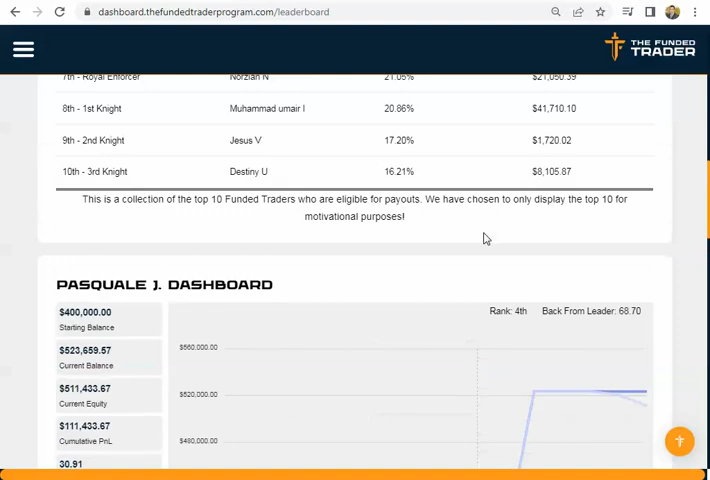 dashboard.thefundedtraderprogram.com/leaderboard
THE FUNDED
TRADER
7th - Royal Enforcer Norzian N 21.05% $21,050.39
8th - 1st Knight Muhammad umair I 20.86% $41,710.10
9th - 2nd Knight Jesus V 17.20% $1,720.02
10th - 3rd Knight Destiny U 16.21% $8,105.87
This is a collection of the top 10 Funded Traders who are eligible for payouts. We have chosen to only display the top 10 for
motivational purposes!
PASQUALE J. DASHBOARD
$400,000.00
Starting Balance
$523,659.57
Current Balance
$511,433.67
Current Equity
$111,433.67
Cumulative PnL
30.91
Rank: 4th Back From Leader: 68.70
$560,000.00
$520,000.00
$480,000.00